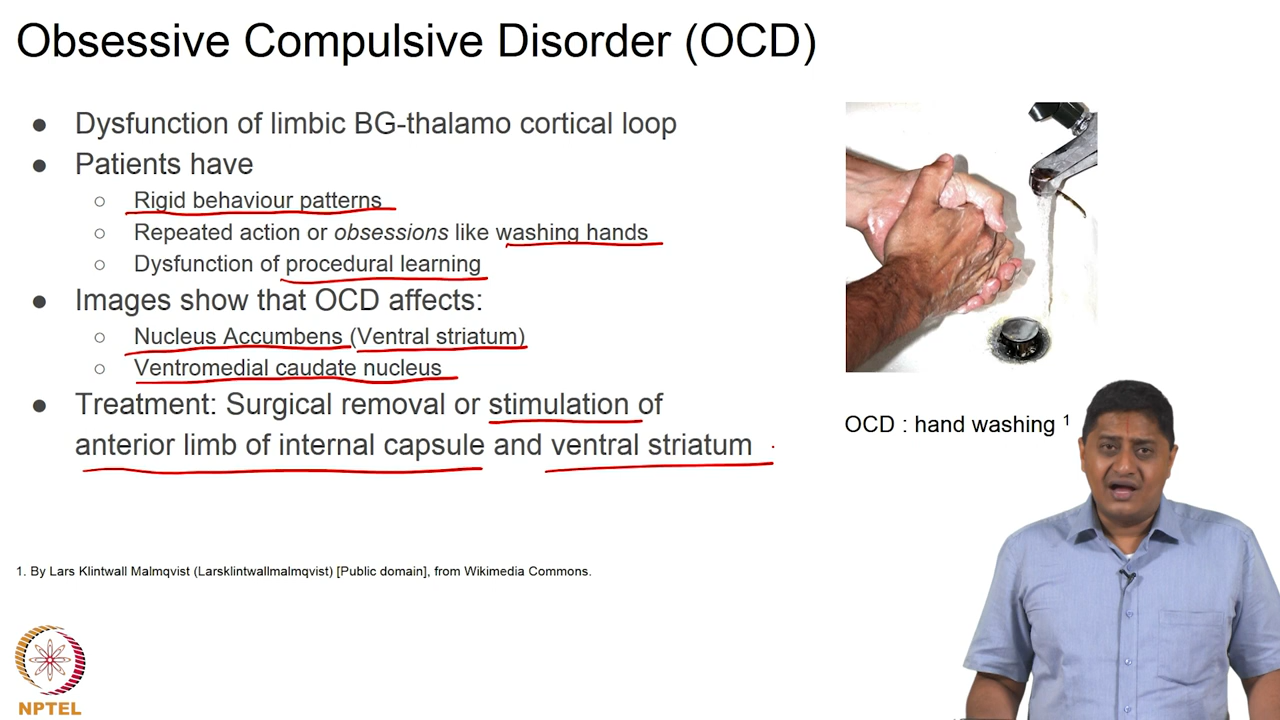 Obsessive Compulsive Disorder (OCD)
● Dysfunction of limbic BG-thalamo cortical loop
● Patients have
○ Rigid behaviour patterns
○ Repeated action or obsessions like washing hands
○ Dysfunction of procedural learning
● Images show that OCD affects:
○ Nucleus Accumbens (Ventral striatum)
○ Ventromedial caudate nucleus
● Treatment: Surgical removal or stimulation of
anterior limb of internal capsule and ventral striatum
OCD : hand washing 1
1. By Lars Klintwall Malmqvist (Larsklintwallmalmqvist) [Public domain], from Wikimedia Commons.
NPTEL